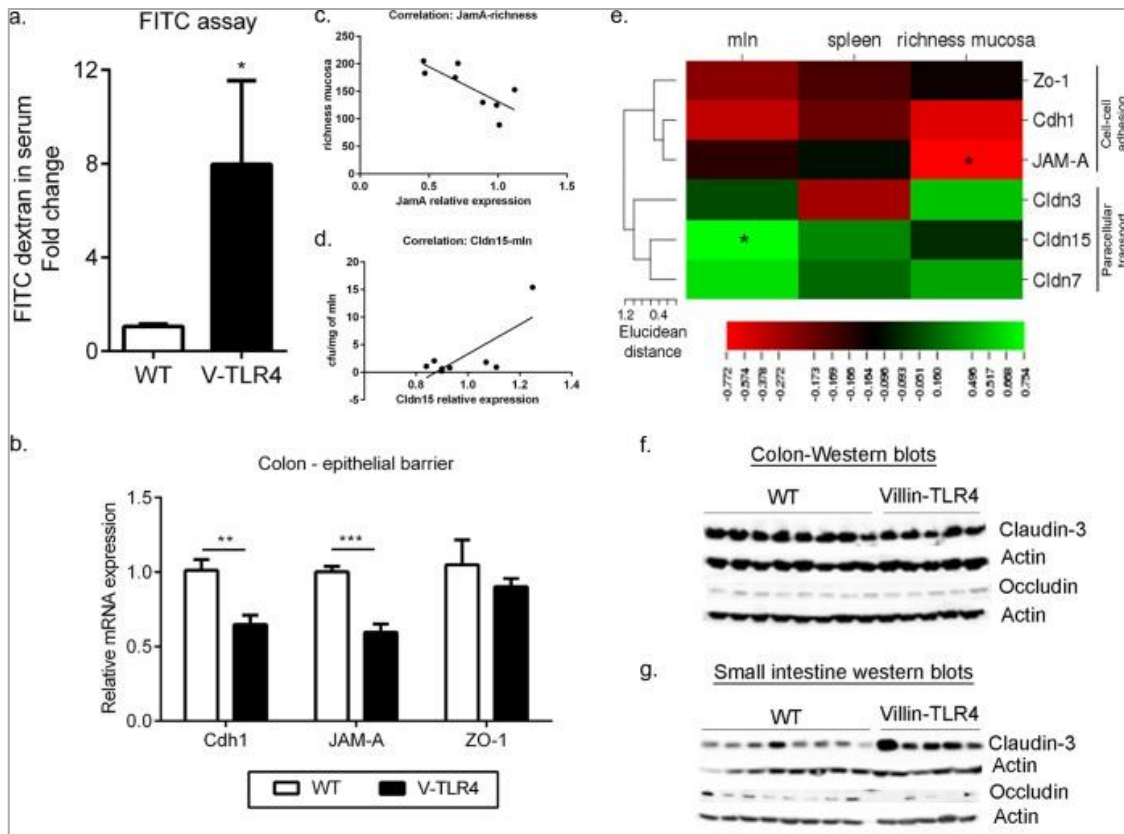 a.
FITC assay
FITC dextran in serum
Fold change
12
8
4
0
*
WT
V-TLR4
c.
Correlation: JamA-richness
richness mucosa
250
200
150
100
50
0
0.0
0.5
1.0
1.5
JamA relative expression
d.
Correlation: Cldn15-mln
cfu/mg of mln
20
15
10
5
0
-5
0.6
0.8
1.0
1.2
1.4
Cldn15 relative expression
e.
mln
spleen
richness mucosa
Zo-1
Cdh1
JAM-A
*
Cldn3
Cldn15
*
Cldn7
Cell-cell
adhesion
Paracellular
transport
1.2
0.4
Elucidean
distance
-0.772
-0.574
-0.378
-0.272
-0.173
-0.169
-0.166
-0.164
-0.096
-0.093
-0.051
0.160
0.496
0.517
0.668
0.754
b.
Colon - epithelial barrier
Relative mRNA expression
1.5
1.0
0.5
0.0
**
***
Cdh1
JAM-A
ZO-1
WT
V-TLR4
f.
Colon-Western blots
WT
Villin-TLR4
Claudin-3
Actin
Occludin
Actin
g.
Small intestine western blots
WT
Villin-TLR4
Claudin-3
Actin
Occludin
Actin